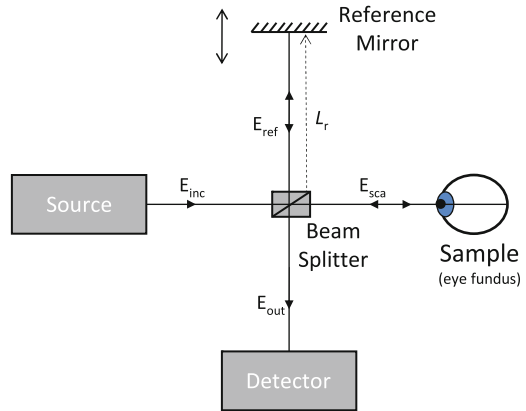 Reference
Mirror
E_ref
L_r
E_inc
E_sca
Source
Beam
Splitter
Sample
(eye fundus)
E_out
Detector